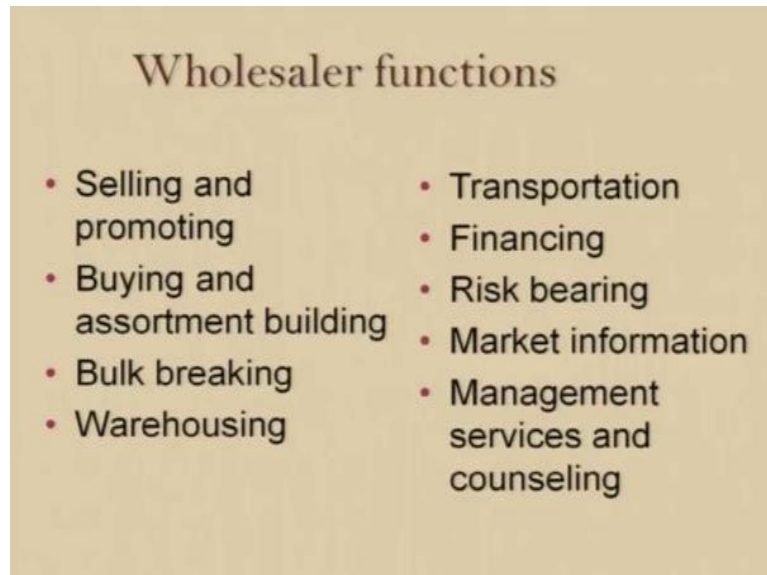 Wholesaler functions
• Selling and
promoting
• Buying and
assortment building
• Bulk breaking
• Warehousing
• Transportation
• Financing
• Risk bearing
• Market information
• Management
services and
counseling